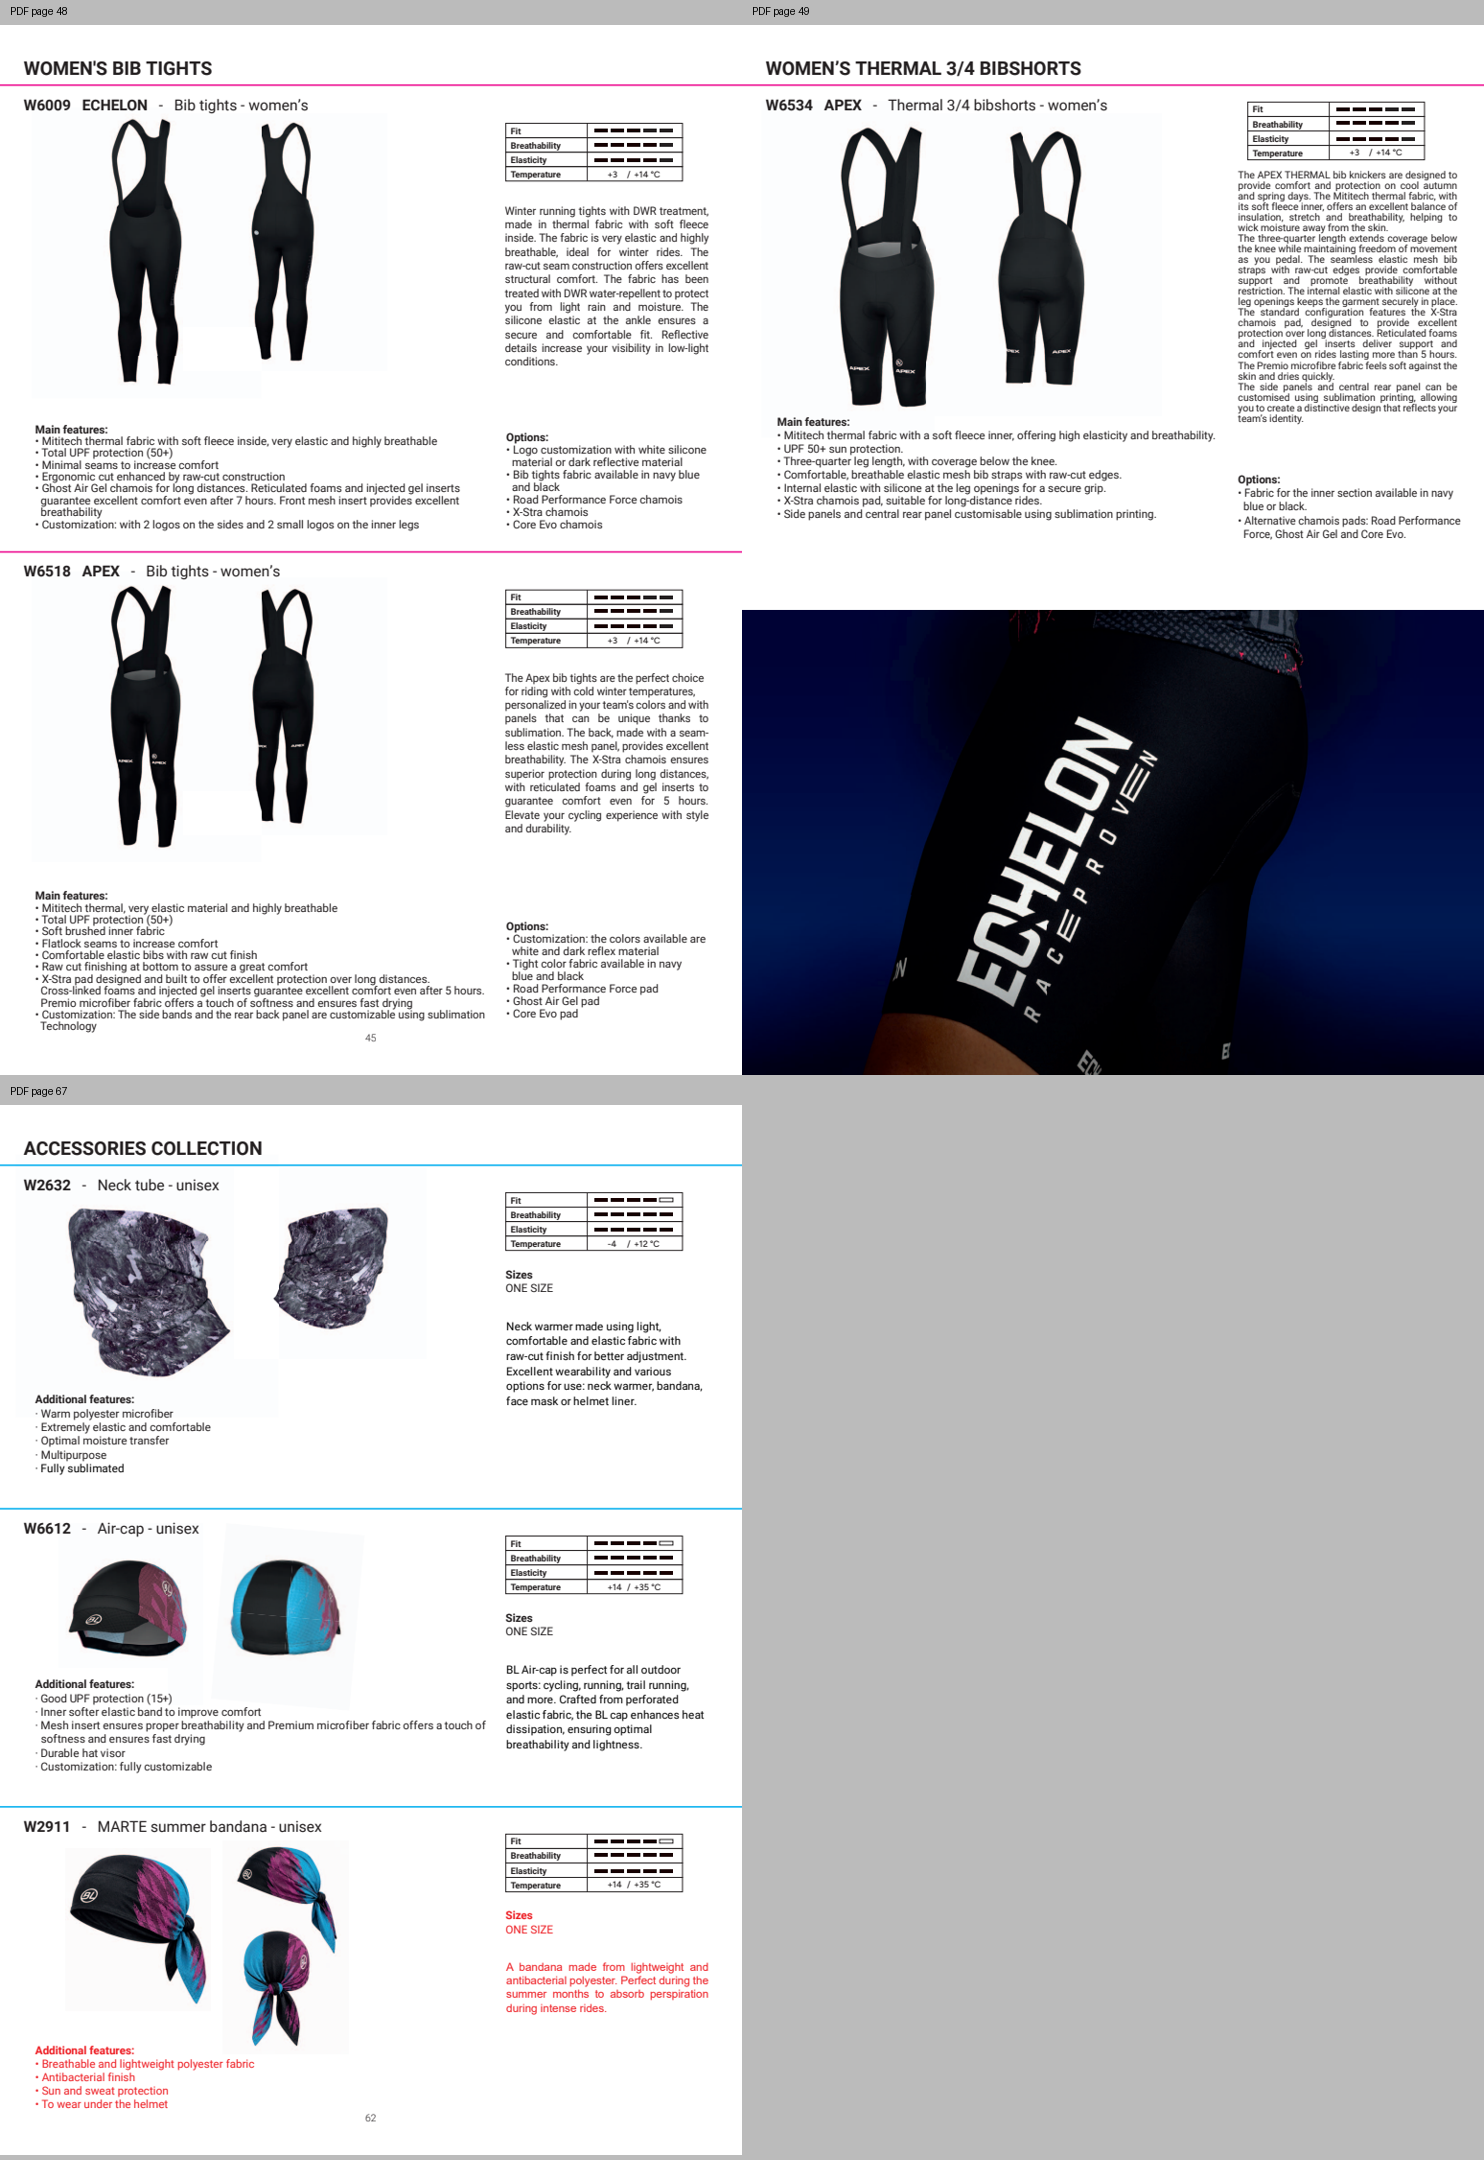 PDF page 48
WOMEN'S BIB TIGHTS
W6009 ECHELON - Bib tights - women's
Fit
Breathability
Elasticity
Temperature +3 / +14 °C
Winter running tights with DWR treatment,
made in thermal fabric with soft fleece
inside. The fabric is very elastic and highly
breathable, ideal for winter rides. The
raw-cut seam construction offers excellent
structural comfort. The fabric has been
treated with DWR water-repellent to protect
you from light rain and moisture. The
silicone elastic at the ankle ensures a
secure and comfortable fit. Reflective
details increase your visibility in low-light
conditions.
Main features:
• Mititech thermal fabric with soft fleece inside, very elastic and highly breathable
• Total UPF protection (50+)
• Minimal seams to increase comfort
• Ergonomic cut enhanced by raw-cut construction
• Ghost Air Gel chamois for long distances. Reticulated foams and injected gel inserts
guarantee excellent comfort even after 7 hours. Front mesh insert provides excellent
breathability
• Customization: with 2 logos on the sides and 2 small logos on the inner legs
Options:
• Logo customization with white silicone
material or dark reflective material
• Bib tights fabric available in navy blue
and black
• Road Performance Force chamois
• X-Stra chamois
• Core Evo chamois
W6518 APEX - Bib tights - women's
APEX
APEX
APEX
Fit
Breathability
Elasticity
Temperature +3 / +14 °C
The Apex bib tights are the perfect choice
for riding with cold winter temperatures,
personalized in your team's colors and with
panels that can be unique thanks to
sublimation. The back, made with a seam-
less elastic mesh panel, provides excellent
breathability. The X-Stra chamois ensures
superior protection during long distances,
with reticulated foams and gel inserts to
guarantee comfort even for 5 hours.
Elevate your cycling experience with style
and durability.
Main features:
• Mititech thermal, very elastic material and highly breathable
• Total UPF protection (50+)
• Soft brushed inner fabric
• Flatlock seams to increase comfort
• Comfortable elastic bibs with raw cut finish
• Raw cut finishing at bottom to assure a great comfort
• X-Stra pad designed and built to offer excellent protection over long distances.
Cross-linked foams and injected gel inserts guarantee excellent comfort even after 5 hours.
Premio microfiber fabric offers a touch of softness and ensures fast drying
• Customization: The side bands and the rear back panel are customizable using sublimation
Technology
Options:
• Customization: the colors available are
white and dark reflex material
• Tight color fabric available in navy
blue and black
• Road Performance Force pad
• Ghost Air Gel pad
• Core Evo pad
45
PDF page 49
WOMEN'S THERMAL 3/4 BIBSHORTS
W6534 APEX - Thermal 3/4 bibshorts - women's
APEX
APEX
APEX
Fit
Breathability
Elasticity
Temperature +3 / +14 °C
The APEX THERMAL bib knickers are designed to
provide comfort and protection on cool autumn
and spring days. The Mititech thermal fabric, with
its soft fleece inner, offers an excellent balance of
insulation, stretch and breathability, helping to
wick moisture away from the skin.
The three-quarter length extends coverage below
the knee while maintaining freedom of movement
as you pedal. The seamless elastic mesh bib
straps with raw-cut edges provide comfortable
support and promote breathability without
restriction. The internal elastic with silicone at the
leg openings keeps the garment securely in place.
The standard configuration features the X-Stra
chamois pad, designed to provide excellent
protection over long distances. Reticulated foams
and injected gel inserts deliver support and
comfort even on rides lasting more than 5 hours.
The Premio microfibre fabric feels soft against the
skin and dries quickly.
The side panels and central rear panel can be
customised using sublimation printing, allowing
you to create a distinctive design that reflects your
team's identity.
Main features:
• Mititech thermal fabric with a soft fleece inner, offering high elasticity and breathability.
• UPF 50+ sun protection.
• Three-quarter leg length, with coverage below the knee.
• Comfortable, breathable elastic mesh bib straps with raw-cut edges.
• Internal elastic with silicone at the leg openings for a secure grip.
• X-Stra chamois pad, suitable for long-distance rides.
• Side panels and central rear panel customisable using sublimation printing.
Options:
• Fabric for the inner section available in navy
blue or black.
• Alternative chamois pads: Road Performance
Force, Ghost Air Gel and Core Evo.
ECHELON
RACEPROVEN
PDF page 67
ACCESSORIES COLLECTION
W2632 - Neck tube - unisex
Fit
Breathability
Elasticity
Temperature -4 / +12 °C
Sizes
ONE SIZE
Neck warmer made using light,
comfortable and elastic fabric with
raw-cut finish for better adjustment.
Excellent wearability and various
options for use: neck warmer, bandana,
face mask or helmet liner.
Additional features:
· Warm polyester microfiber
· Extremely elastic and comfortable
· Optimal moisture transfer
· Multipurpose
· Fully sublimated
W6612 - Air-cap - unisex
BL
Fit
Breathability
Elasticity
Temperature +14 / +35 °C
Sizes
ONE SIZE
BL Air-cap is perfect for all outdoor
sports: cycling, running, trail running,
and more. Crafted from perforated
elastic fabric, the BL cap enhances heat
dissipation, ensuring optimal
breathability and lightness.
Additional features:
· Good UPF protection (15+)
· Inner softer elastic band to improve comfort
· Mesh insert ensures proper breathability and Premium microfiber fabric offers a touch of
softness and ensures fast drying
· Durable hat visor
· Customization: fully customizable
W2911 - MARTE summer bandana - unisex
BL
Fit
Breathability
Elasticity
Temperature +14 / +35 °C
Sizes
ONE SIZE
A bandana made from lightweight and
antibacterial polyester. Perfect during the
summer months to absorb perspiration
during intense rides.
Additional features:
• Breathable and lightweight polyester fabric
• Antibacterial finish
• Sun and sweat protection
• To wear under the helmet
62